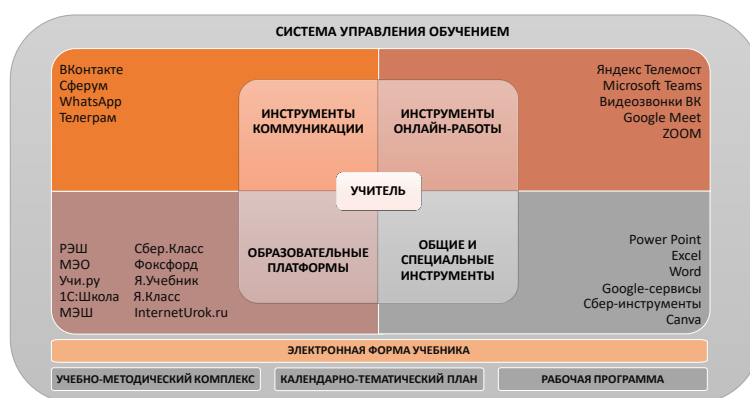 СИСТЕМА УПРАВЛЕНИЯ ОБУЧЕНИЕМ
ВКонтакте
Сферум
WhatsApp
Телеграм
ИНСТРУМЕНТЫ
КОММУНИКАЦИИ
ИНСТРУМЕНТЫ
ОНЛАЙН-РАБОТЫ
Яндекс Телемост
Microsoft Teams
Видеозвонки ВК
Google Meet
ZOOM
УЧИТЕЛЬ
РЭШ Сбер.Класс
МЭО Фоксфорд
Учи.ру Я.Учебник
1С:Школа Я.Класс
МЭШ InternetUrok.ru
ОБРАЗОВАТЕЛЬНЫЕ
ПЛАТФОРМЫ
ОБЩИЕ И
СПЕЦИАЛЬНЫЕ
ИНСТРУМЕНТЫ
Power Point
Excel
Word
Google-сервисы
Сбер-инструменты
Canva
ЭЛЕКТРОННАЯ ФОРМА УЧЕБНИКА
УЧЕБНО-МЕТОДИЧЕСКИЙ КОМПЛЕКС
КАЛЕНДАРНО-ТЕМАТИЧЕСКИЙ ПЛАН
РАБОЧАЯ ПРОГРАММА